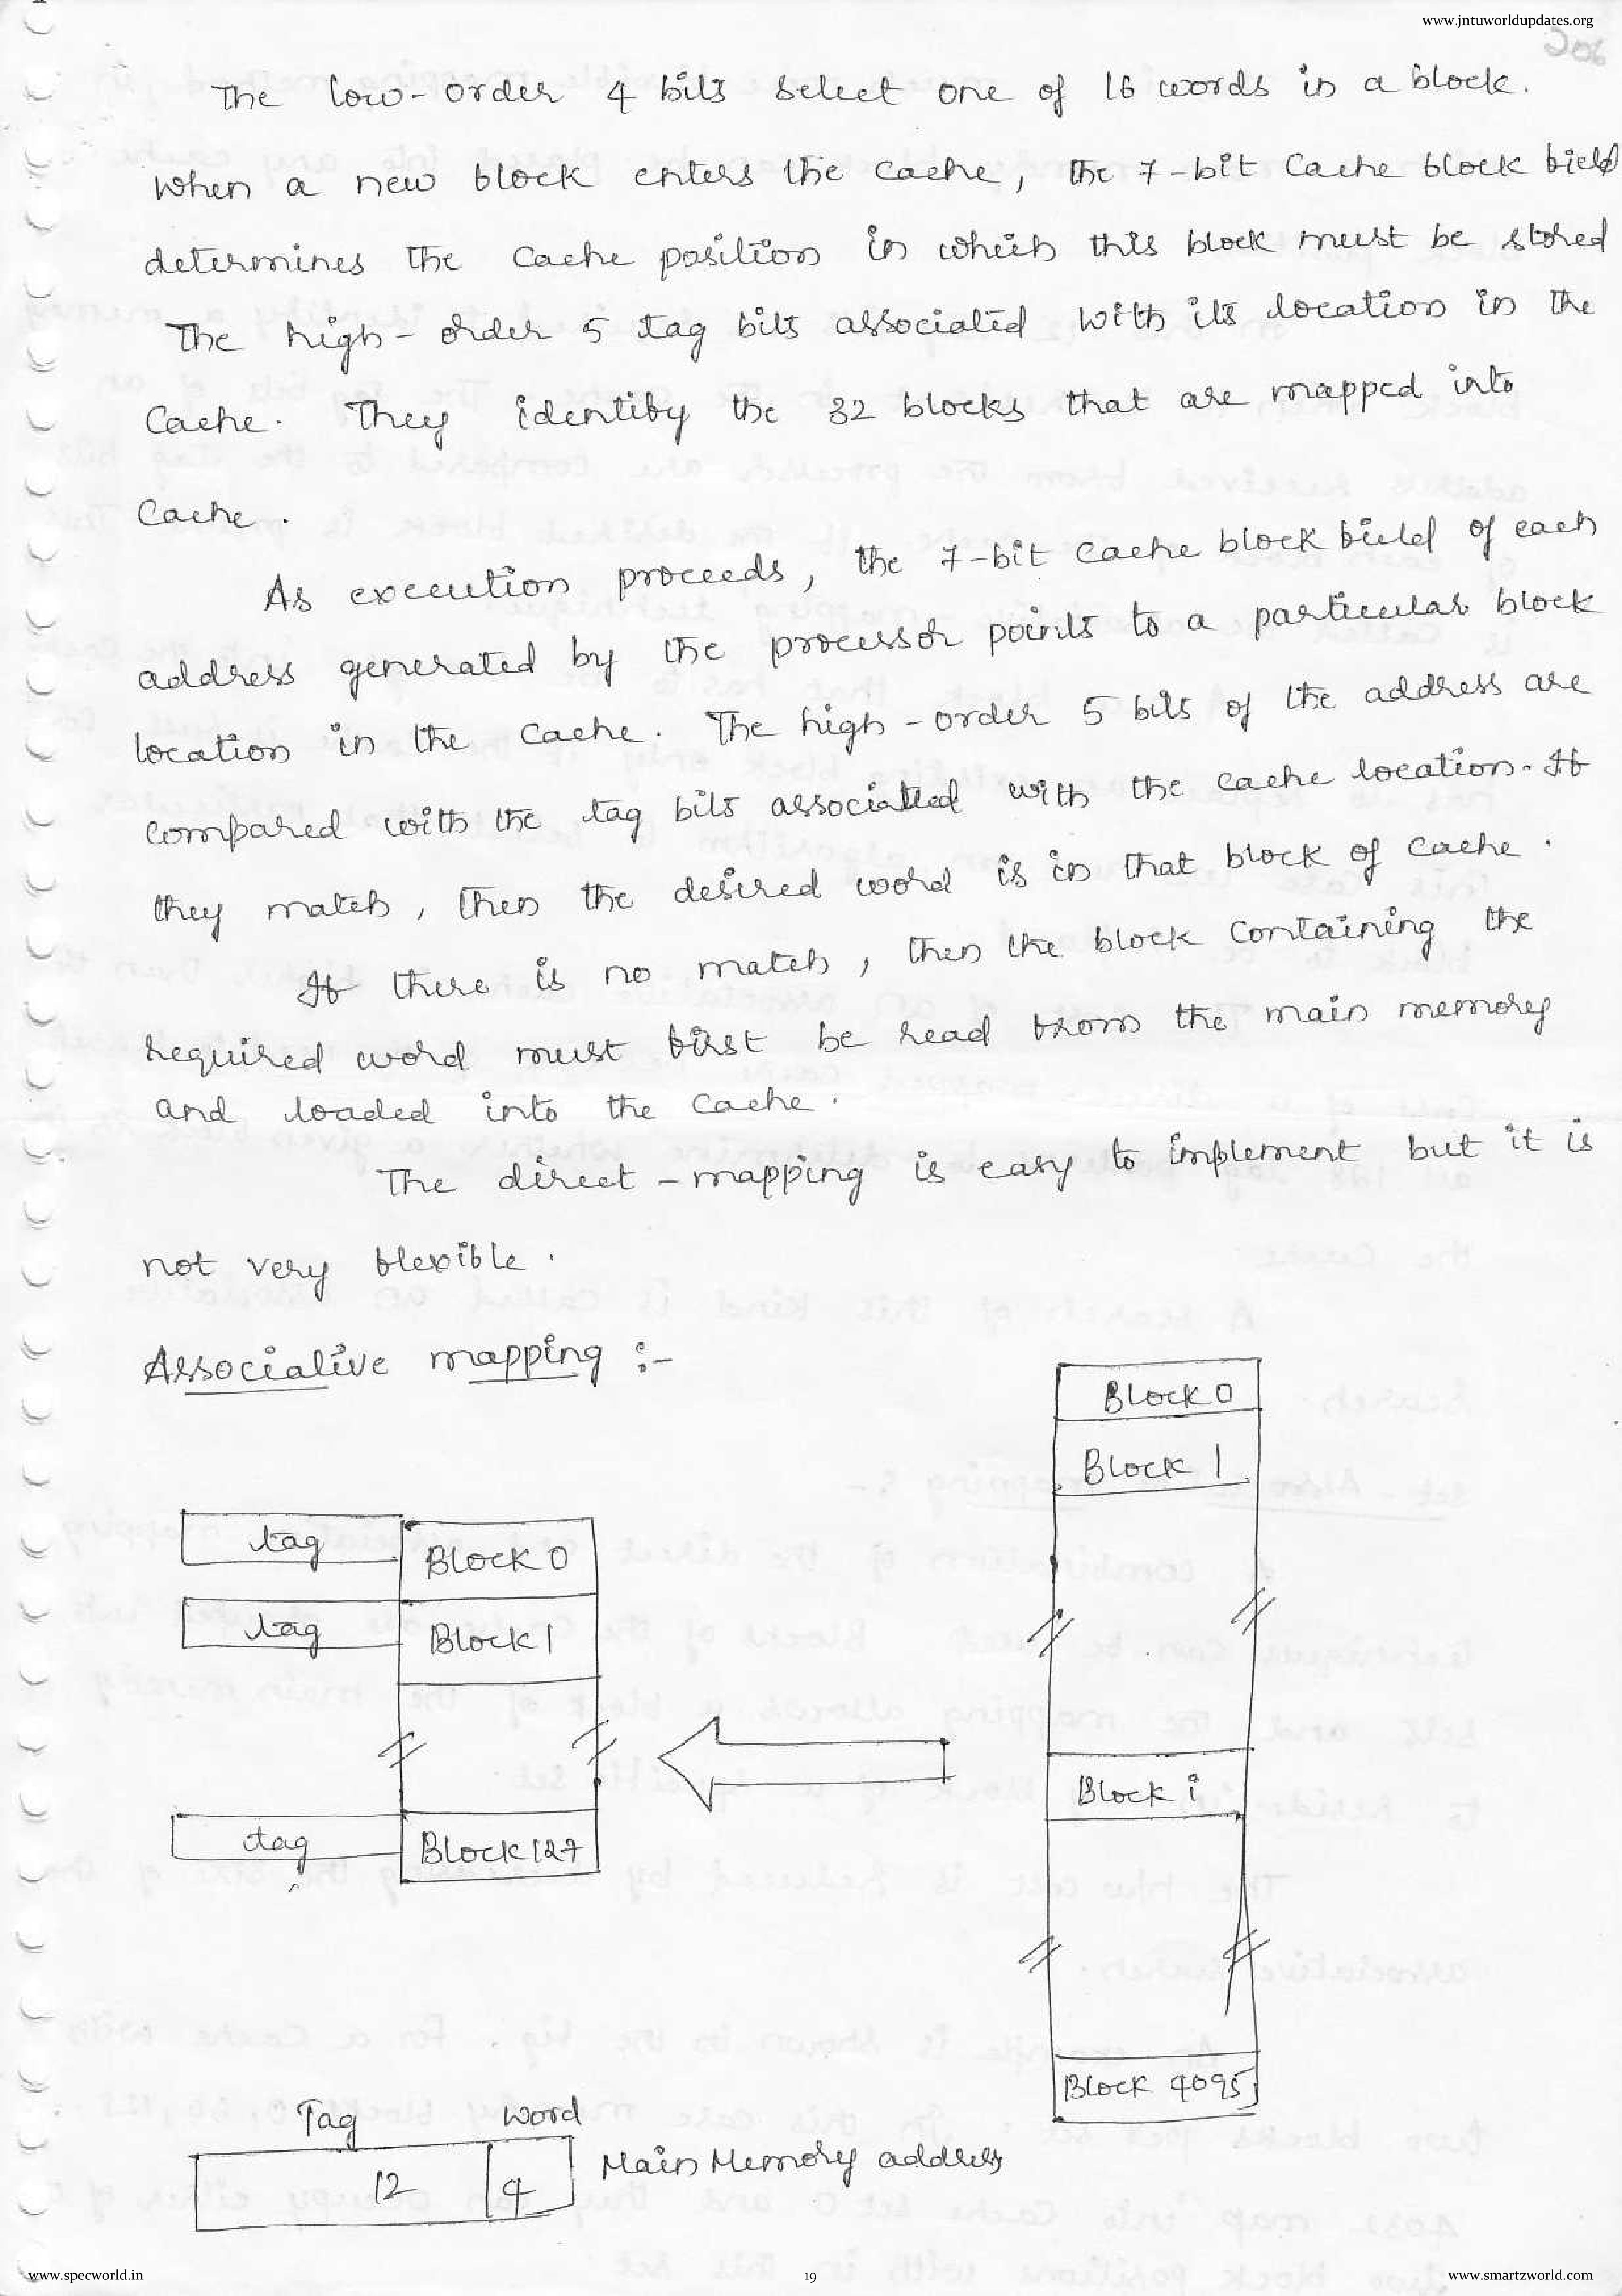 www.jntuworldupdates.org
206
The low-order 4 bits select one of 16 words in a block.
When a new block enters the cache, the 7-bit Cache block field
determines the cache position in which this block must be stored
The high-order 5 tag bits associated with its location in the
Cache. They identify the 32 blocks that are mapped into
Cache.
As execution proceeds, the 7-bit cache block field of each
address generated by the processor points to a particular block
location in the cache. The high-order 5 bits of the address are
compared with the tag bits associated with the cache location. If
they match, then the desired word is in that block of cache.
If there is no match, then the block containing the
required word must first be read from the main memory
and loaded into the cache.
The direct-mapping is easy to implement but it is
not very flexible.
Associative mapping :-
Block 0
Block 1
tag
Block 0
tag
Block 1
Block i
tag
Block 127
Block 4095
Tag word
12 4 Main Memory address
www.specworld.in
19
www.smartzworld.com